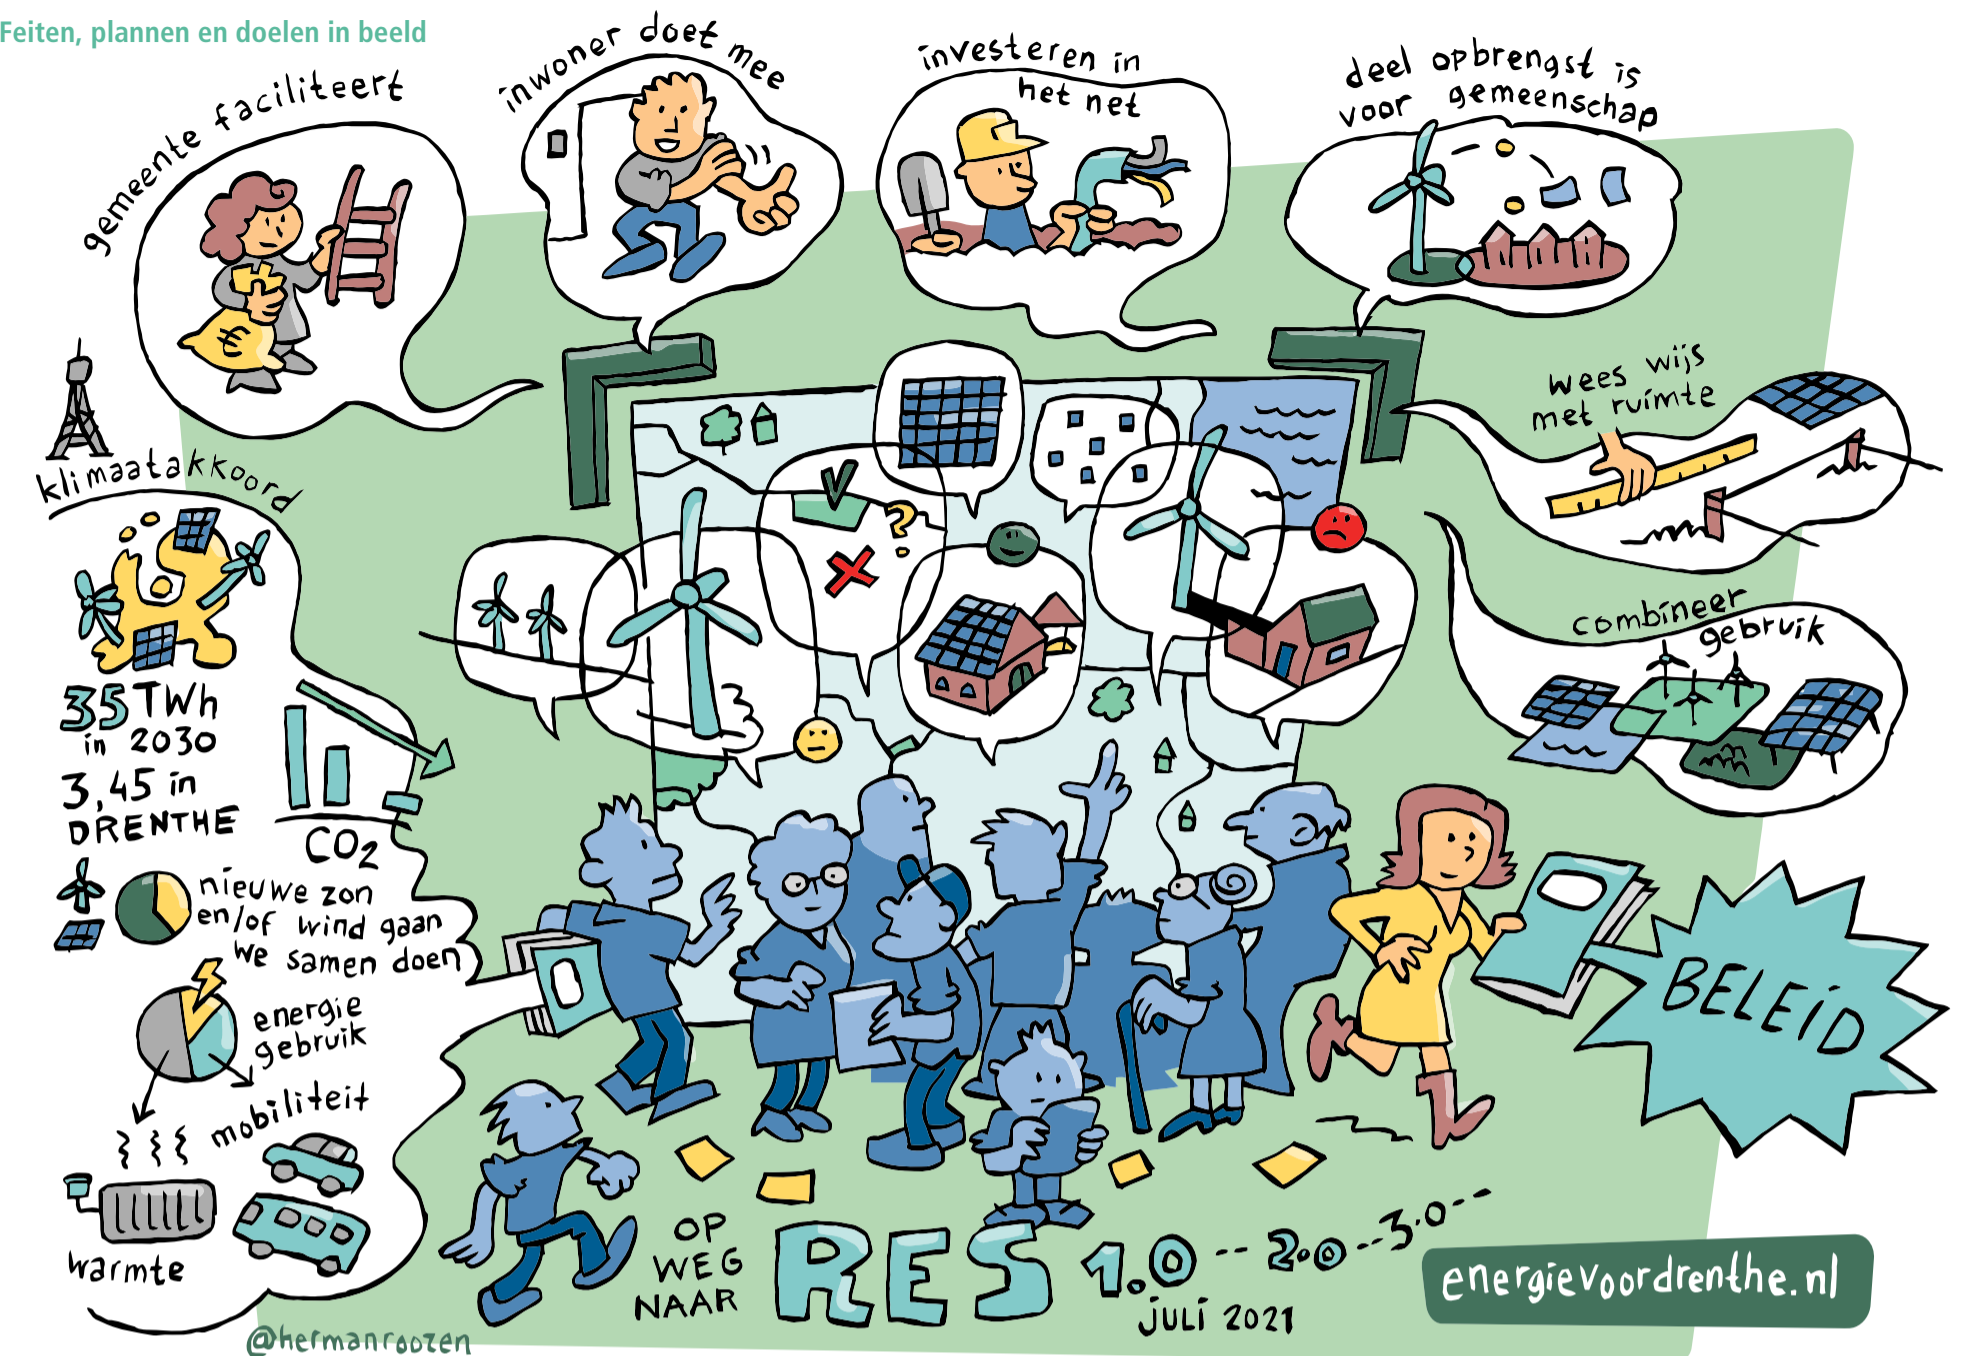 Feiten, plannen en doelen in beeld
gemeente faciliteert
inwoner doet mee
investeren in
het net
deel opbrengst is
voor gemeenschap
€
wees wijs
met ruimte
klimaatakkoord
?
combineer
gebruik
35 TWh
in 2030
3,45 in
DRENTHE
CO2
nieuwe zon
en/of wind gaan
we samen doen
energie
gebruik
mobiliteit
warmte
BELEID
OP
WEG
NAAR
RES 1.0 -- 2.0 -- 3.0 --
juli 2021
energievoordrenthe.nl
@hermanroozen